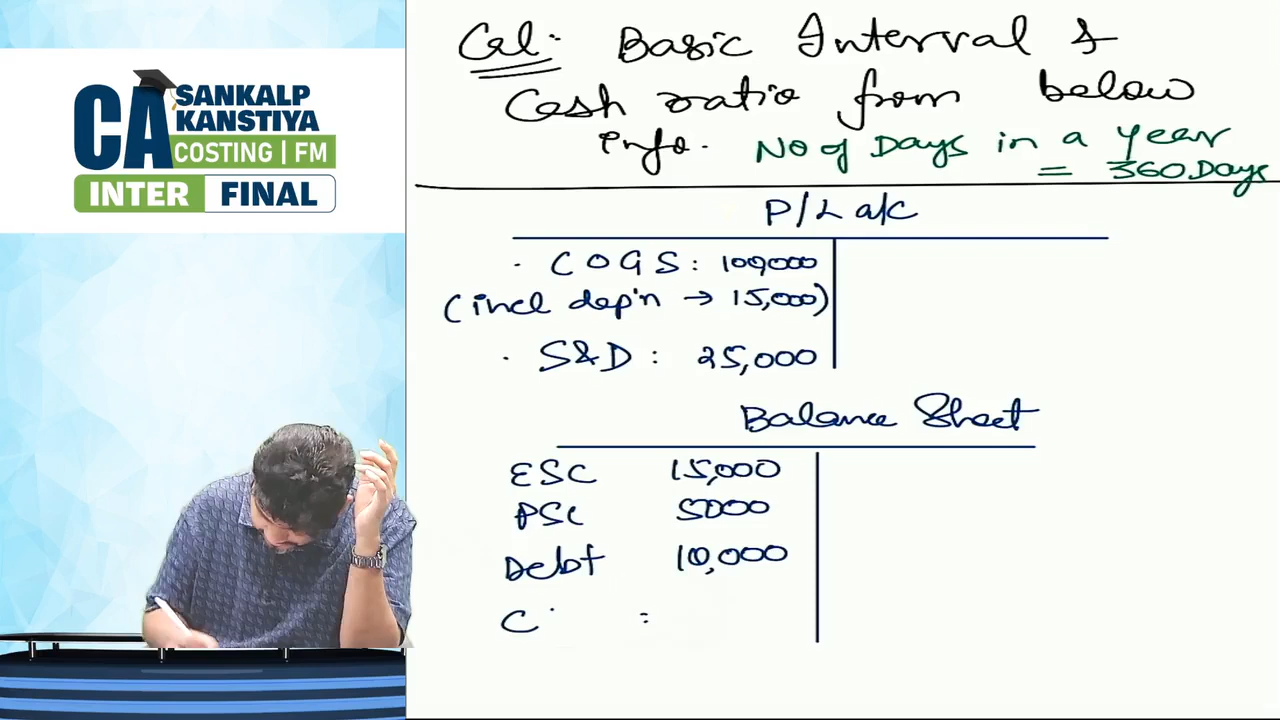 CA SANKALP
KANSTIYA
COSTING | FM
INTER FINAL
Cal: Basic Interval &
Cash ratio from below
info. No of Days in a year
= 360 Days
P/L a/c
· COGS: 100,000
(incl dep'n → 15,000)
· S&D: 25,000
Balance Sheet
ESC 15,000
PSC 5000
Debt 10,000
C :